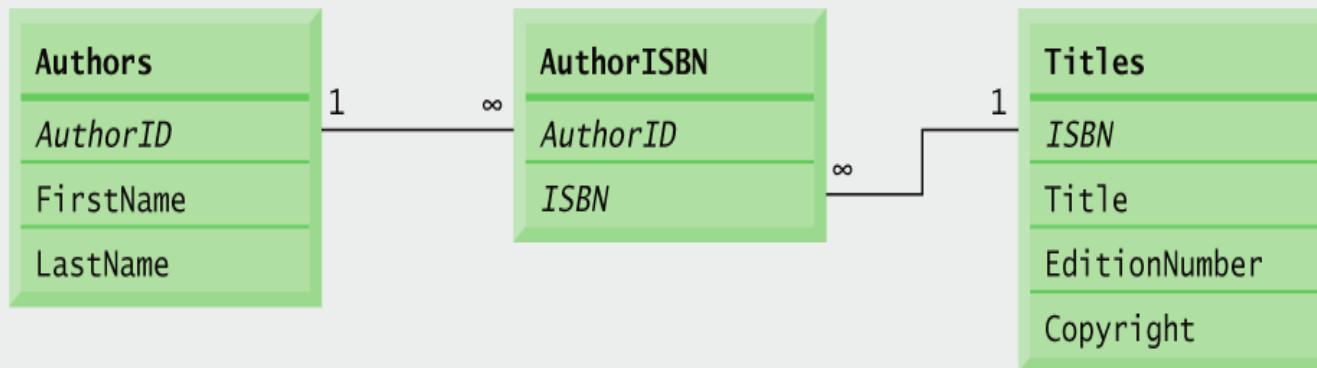 Authors
AuthorID
FirstName
LastName
1
∞
AuthorISBN
AuthorID
ISBN
∞
1
Titles
ISBN
Title
EditionNumber
Copyright